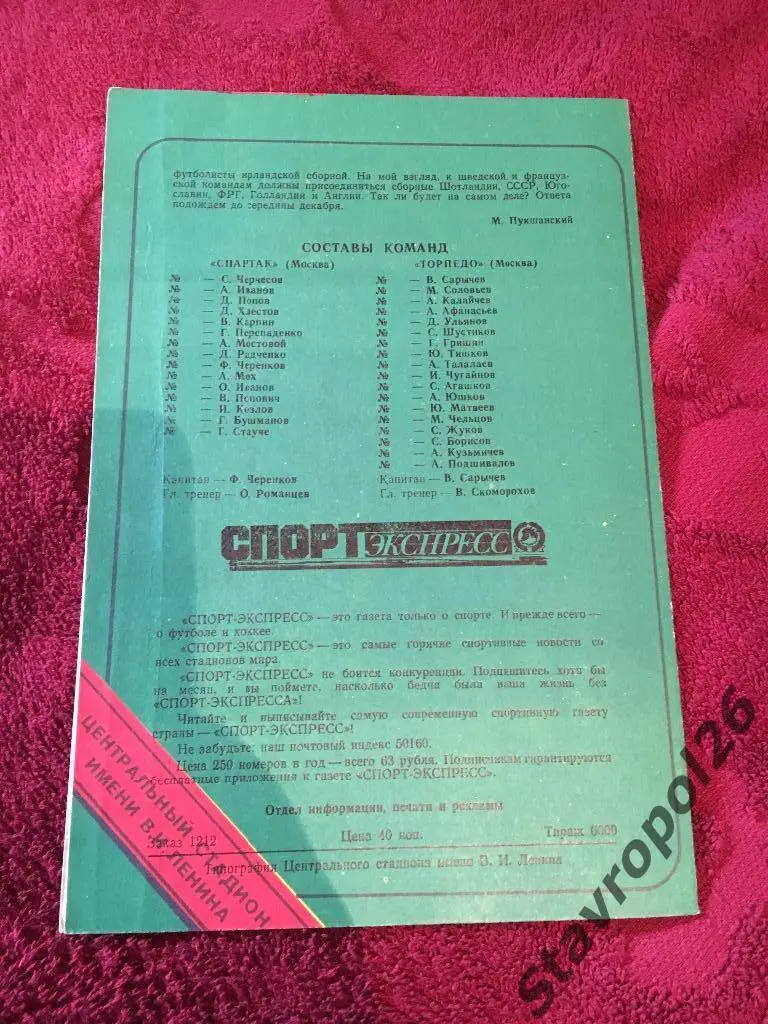 футболисты ирландской сборной. На мой взгляд, к шведской и француз-
ской командам должны присоединиться сборные Шотландии, СССР, Юго-
славии, ФРГ, Голландии и Англии. Так ли будет на самом деле? Ответа
подождем до середины декабря.
М. Пукшанский
СОСТАВЫ КОМАНД
«СПАРТАК» (Москва)
№ — С. Черчесов
№ — А. Иванов
№ — Д. Попов
№ — Д. Хлестов
№ — В. Карпин
№ — Г. Перепаденко
№ — А. Мостовой
№ — Д. Радченко
№ — Ф. Черенков
№ — А. Мох
№ — О. Иванов
№ — В. Попович
№ — И. Козлов
№ — Г. Бушманов
№ — Г. Стауче
Капитан — Ф. Черенков
Гл. тренер — О. Романцев
«ТОРПЕДО» (Москва)
№ — В. Сарычев
№ — М. Соловьев
№ — А. Калайчев
№ — А. Афанасьев
№ — Д. Ульянов
№ — С. Шустиков
№ — Г. Гришин
№ — Ю. Тишков
№ — А. Талалаев
№ — И. Чугайнов
№ — С. Агашков
№ — А. Юшков
№ — Ю. Матвеев
№ — М. Чельцов
№ — С. Жуков
№ — С. Борисов
№ — А. Кузьмичев
№ — А. Подшивалов
Капитан — В. Сарычев
Гл. тренер — В. Скоморохов
СПОРТ ЭКСПРЕСС
«СПОРТ-ЭКСПРЕСС» — это газета только о спорте. И прежде всего —
о футболе и хоккее.
«СПОРТ-ЭКСПРЕСС» — это самые горячие спортивные новости со
всех стадионов мира.
«СПОРТ-ЭКСПРЕСС» не боится конкуренции. Подпишитесь хотя бы
на месяц, и вы поймете, насколько бедна была ваша жизнь без
«СПОРТ-ЭКСПРЕССА»!
Читайте и выписывайте самую современную спортивную газету
страны — «СПОРТ-ЭКСПРЕСС»!
Не забудьте: наш почтовый индекс 50160.
Цена 250 номеров в год — всего 63 рубля. Подписчикам гарантируются
бесплатные приложения к газете «СПОРТ-ЭКСПРЕСС».
Отдел информации, печати и рекламы
Заказ 1212 Цена 40 коп. Тираж 6000
Типография Центрального стадиона имени В. И. Ленина
ЦЕНТРАЛЬНЫЙ СТАДИОН
ИМЕНИ В. И. ЛЕНИНА
Stavropol26